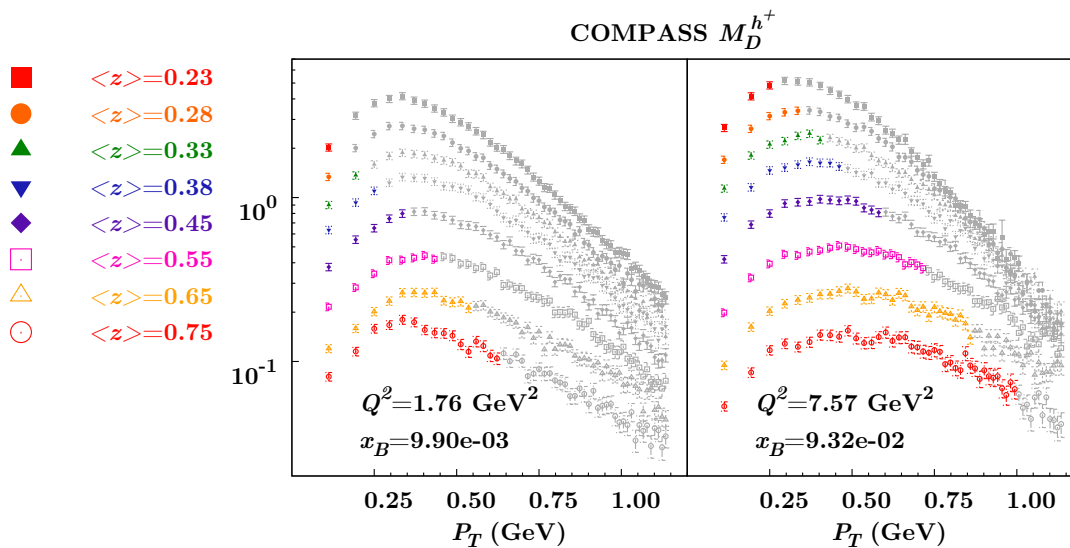 COMPASS $M_D^{h^+}$
<z>=0.23
<z>=0.28
<z>=0.33
<z>=0.38
<z>=0.45
<z>=0.55
<z>=0.65
<z>=0.75
10^0
10^-1
Q^2=1.76 GeV^2
x_B=9.90e-03
Q^2=7.57 GeV^2
x_B=9.32e-02
0.25 0.50 0.75 1.00 0.25 0.50 0.75 1.00
P_T (GeV) P_T (GeV)